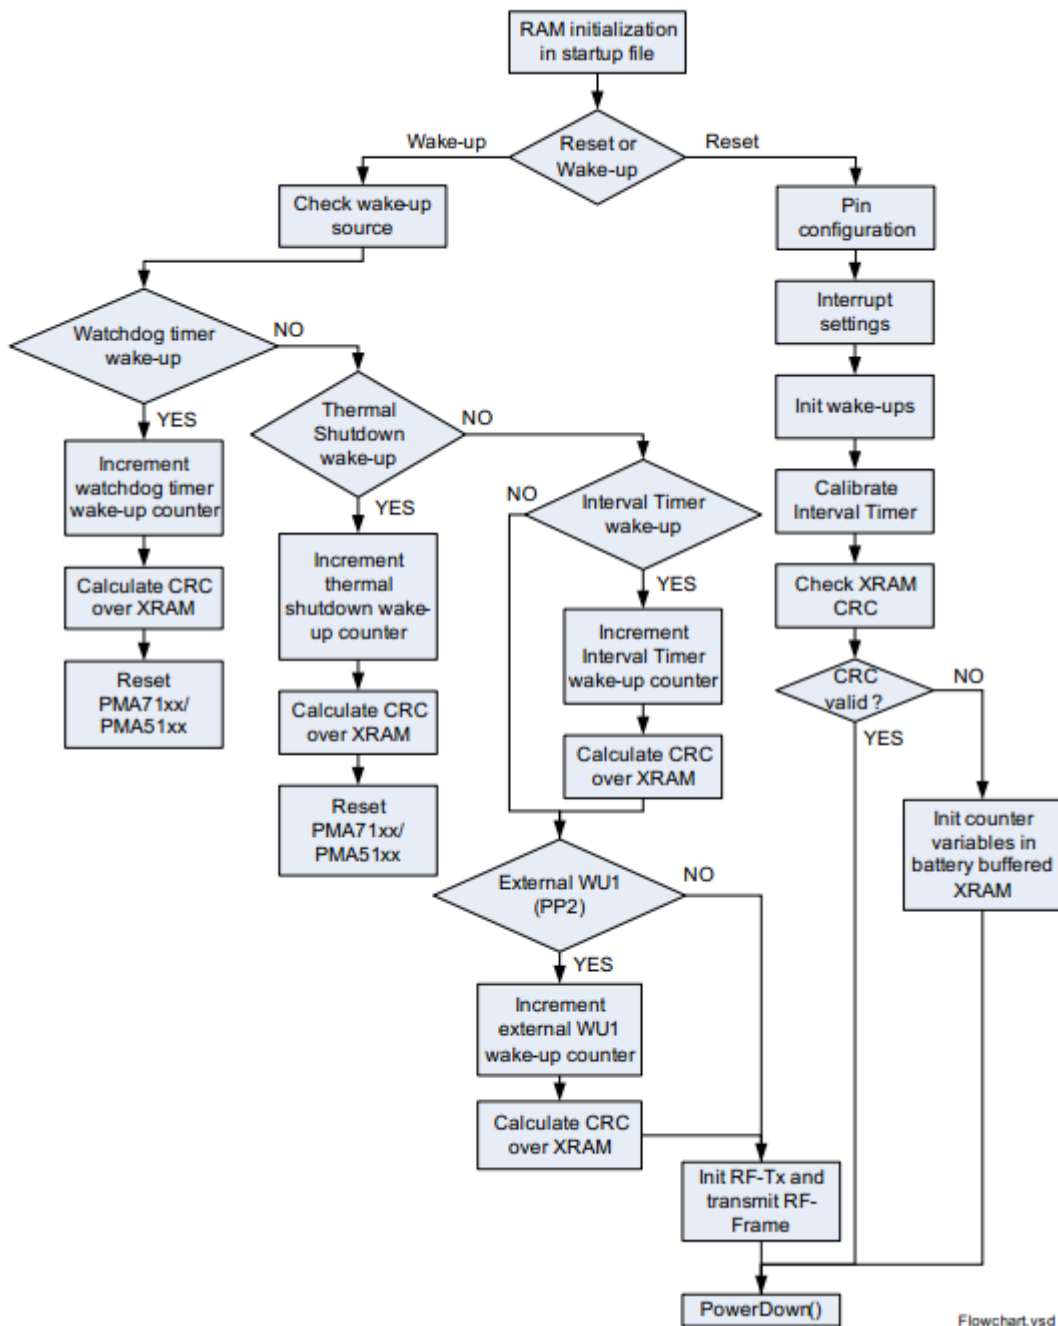 RAM initialization
in startup file
Wake-up
Reset or
Wake-up
Reset
Check wake-up
source
Pin
configuration
Interrupt
settings
Watchdog timer
wake-up
NO
YES
Thermal
Shutdown
wake-up
NO
Init wake-ups
Increment
watchdog timer
wake-up counter
YES
NO
Interval Timer
wake-up
Calibrate
Interval Timer
Calculate CRC
over XRAM
Increment
thermal
shutdown wake-
up counter
YES
Check XRAM
CRC
Increment
Interval Timer
wake-up counter
Reset
PMA71xx/
PMA51xx
CRC
valid ?
NO
YES
Calculate CRC
over XRAM
Calculate CRC
over XRAM
Reset
PMA71xx/
PMA51xx
Init counter
variables in
battery buffered
XRAM
External WU1
(PP2)
NO
YES
Increment
external WU1
wake-up counter
Calculate CRC
over XRAM
Init RF-Tx and
transmit RF-
Frame
PowerDown()
Flowchart.vsd